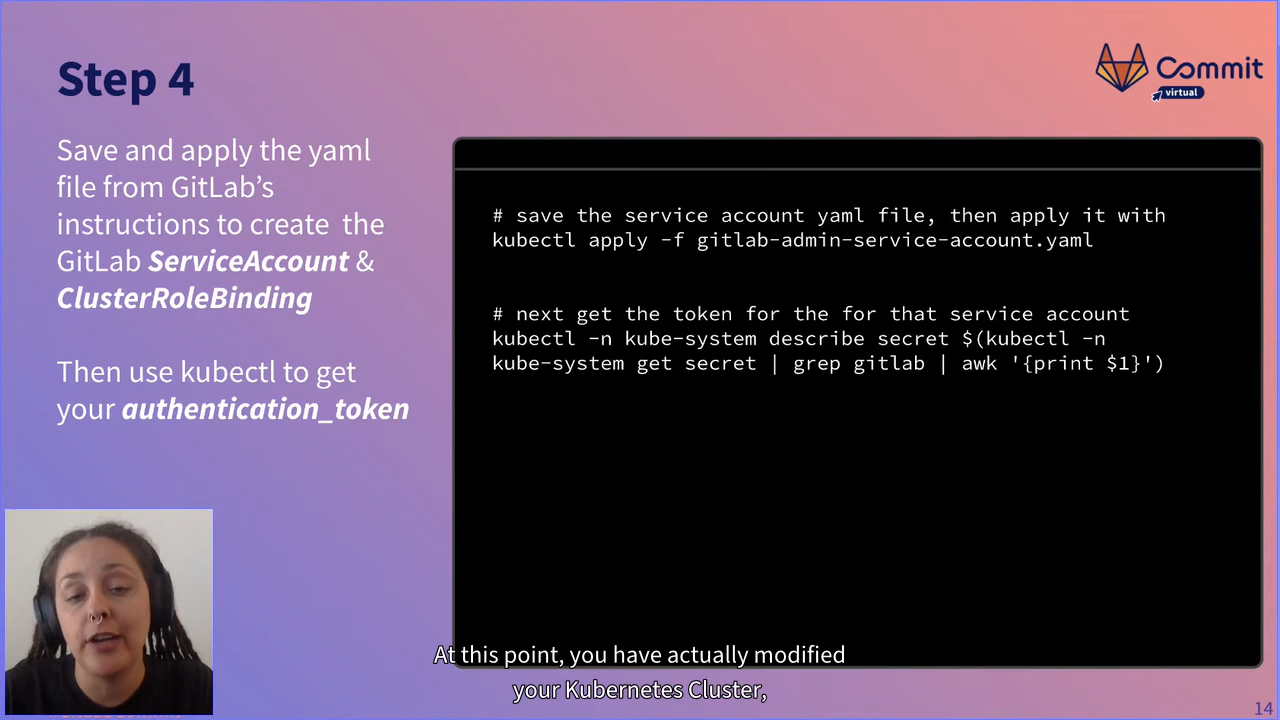 Step 4
Commit
virtual
Save and apply the yaml
file from GitLab’s
instructions to create  the
GitLab ServiceAccount &
ClusterRoleBinding
Then use kubectl to get
your authentication_token
# save the service account yaml file, then apply it with
kubectl apply -f gitlab-admin-service-account.yaml
# next get the token for the for that service account
kubectl -n kube-system describe secret $(kubectl -n
kube-system get secret | grep gitlab | awk '{print $1}')
At this point, you have actually modified
your Kubernetes Cluster,
14